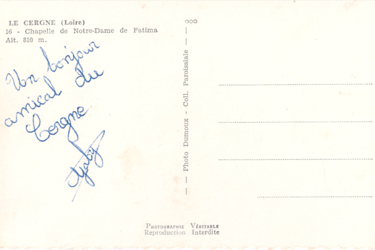 LE CERGNE (Loire)
16 - Chapelle de Notre-Dame de Fatima
Alt. 810 m.
Un bonjour
amical du
Cergne
— Photo Dumoux - Coll. Paroissiale —
PHOTOGRAPHIE VÉRITABLE
Reproduction Interdite